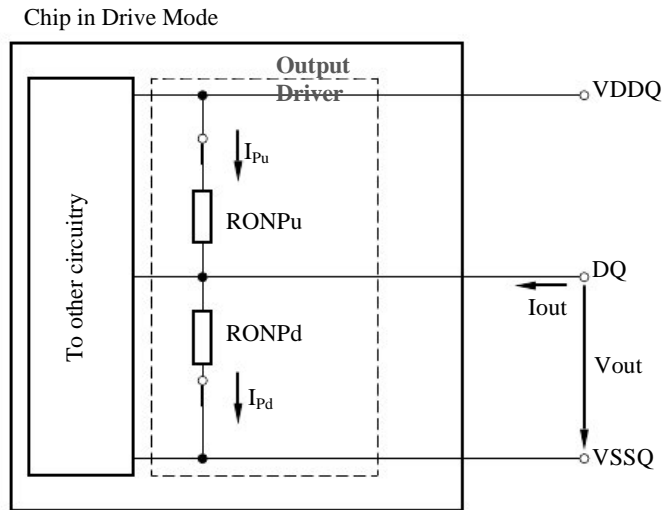 Chip in Drive Mode
Output
Driver
VDDQ
I_Pu
RONPu
To other circuitry
DQ
Iout
RONPd
Vout
I_Pd
VSSQ